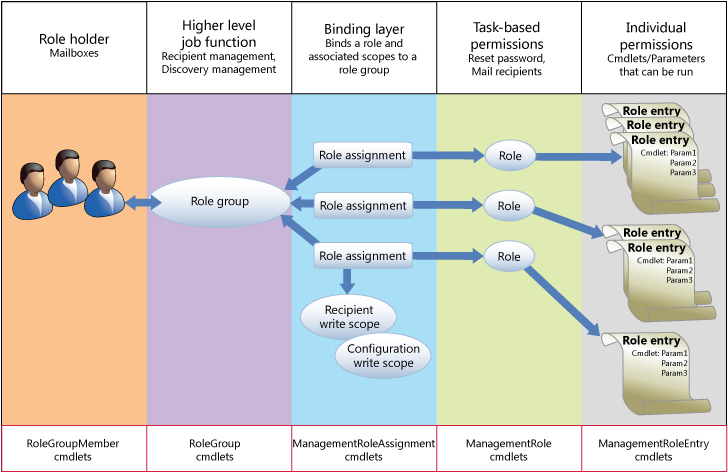 Role holder
Mailboxes
Higher level
job function
Recipient management,
Discovery management
Binding layer
Binds a role and
associated scopes to a
role group
Task-based
permissions
Reset password,
Mail recipients
Individual
permissions
Cmdlets/Parameters
that can be run
Role group
Role assignment
Role assignment
Role assignment
Recipient
write scope
Configuration
write scope
Role
Role
Role
Role entry
Role entry
Role entry
Cmdlet: Param1
Param2
Param3
Role entry
Role entry
Cmdlet: Param1
Param2
Param3
Role entry
Cmdlet: Param1
Param2
Param3
RoleGroupMember
cmdlets
RoleGroup
cmdlets
ManagementRoleAssignment
cmdlets
ManagementRole
cmdlets
ManagementRoleEntry
cmdlets